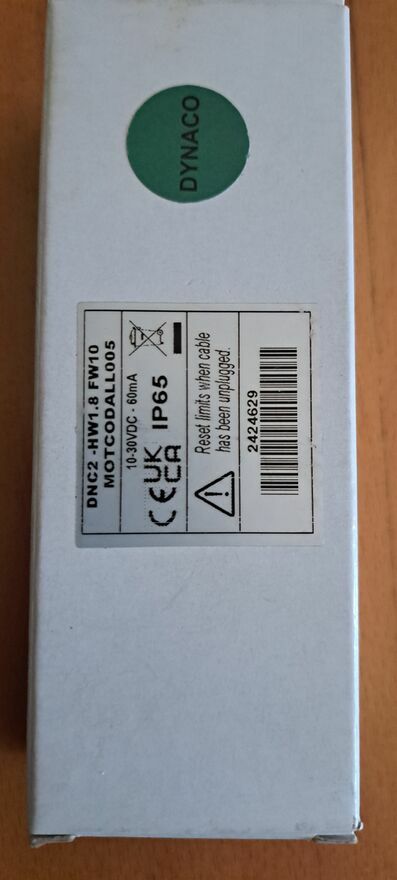 DYNACO
DNC2 -HW1.8 FW10
MOTCODALL005
10-30VDC - 60mA
CE UK CA IP65
Reset limits when cable
has been unplugged.
2424629